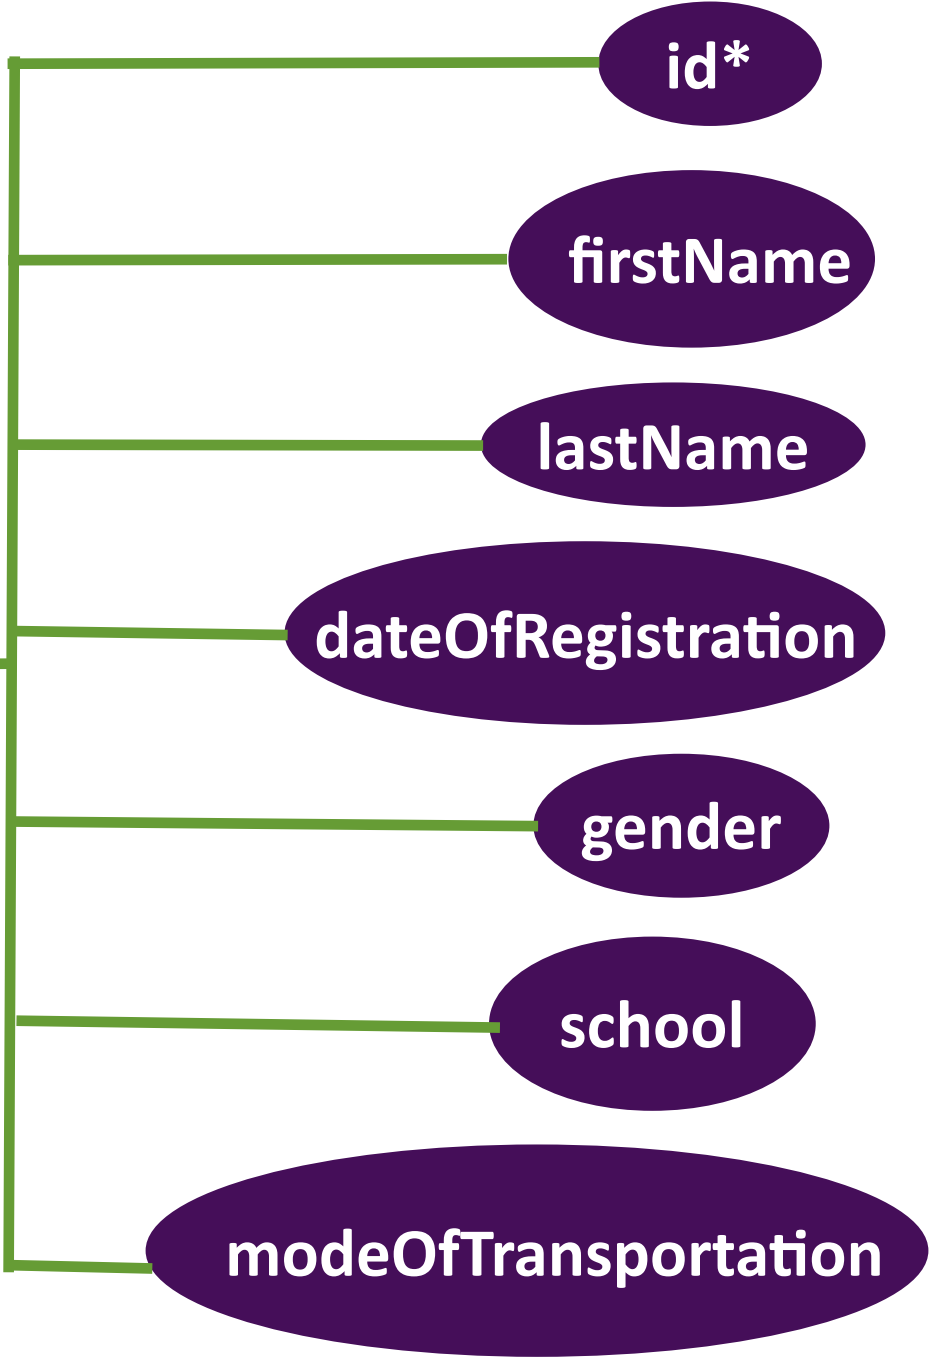 id*
firstName
lastName
dateOfRegistration
gender
school
modeOfTransportation